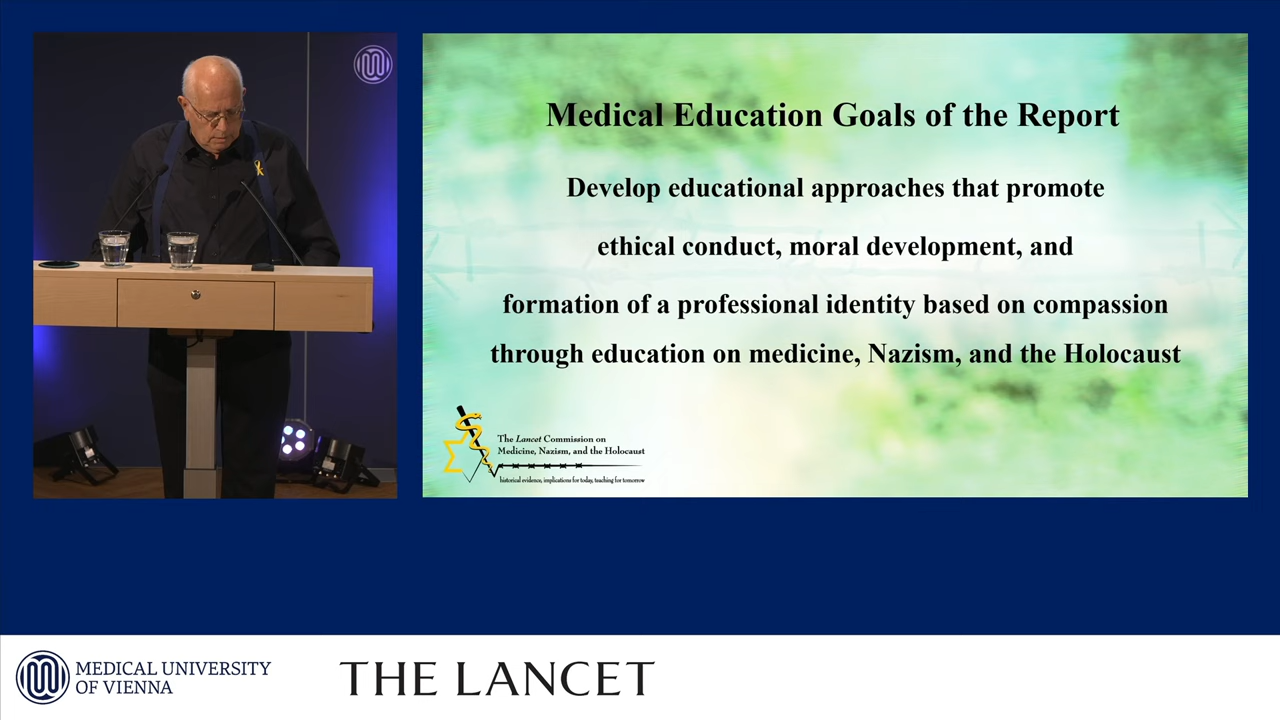 Medical Education Goals of the Report
Develop educational approaches that promote
ethical conduct, moral development, and
formation of a professional identity based on compassion
through education on medicine, Nazism, and the Holocaust
The Lancet Commission on
Medicine, Nazism, and the Holocaust
historical evidence, implications for today, teaching for tomorrow
MEDICAL UNIVERSITY
OF VIENNA
THE LANCET